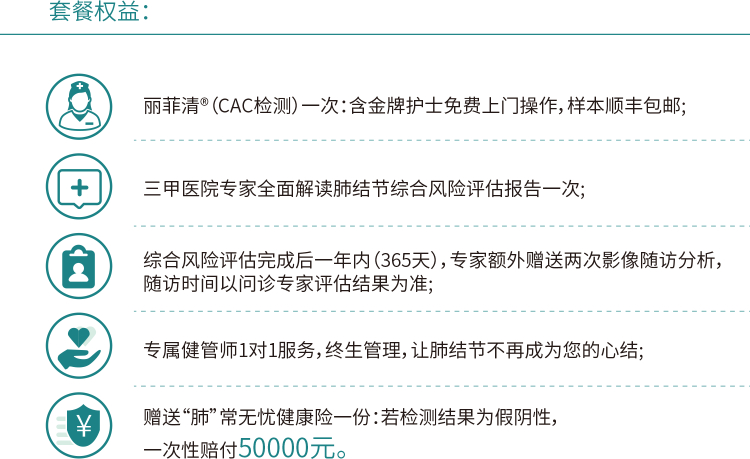 套餐权益：
丽菲清®（CAC检测）一次：含金牌护士免费上门操作，样本顺丰包邮;
三甲医院专家全面解读肺结节综合风险评估报告一次;
综合风险评估完成后一年内（365天），专家额外赠送两次影像随访分析，
随访时间以问诊专家评估结果为准;
专属健管师1对1服务，终生管理，让肺结节不再成为您的心结;
赠送“肺”常无忧健康险一份：若检测结果为假阴性，
一次性赔付50000元。